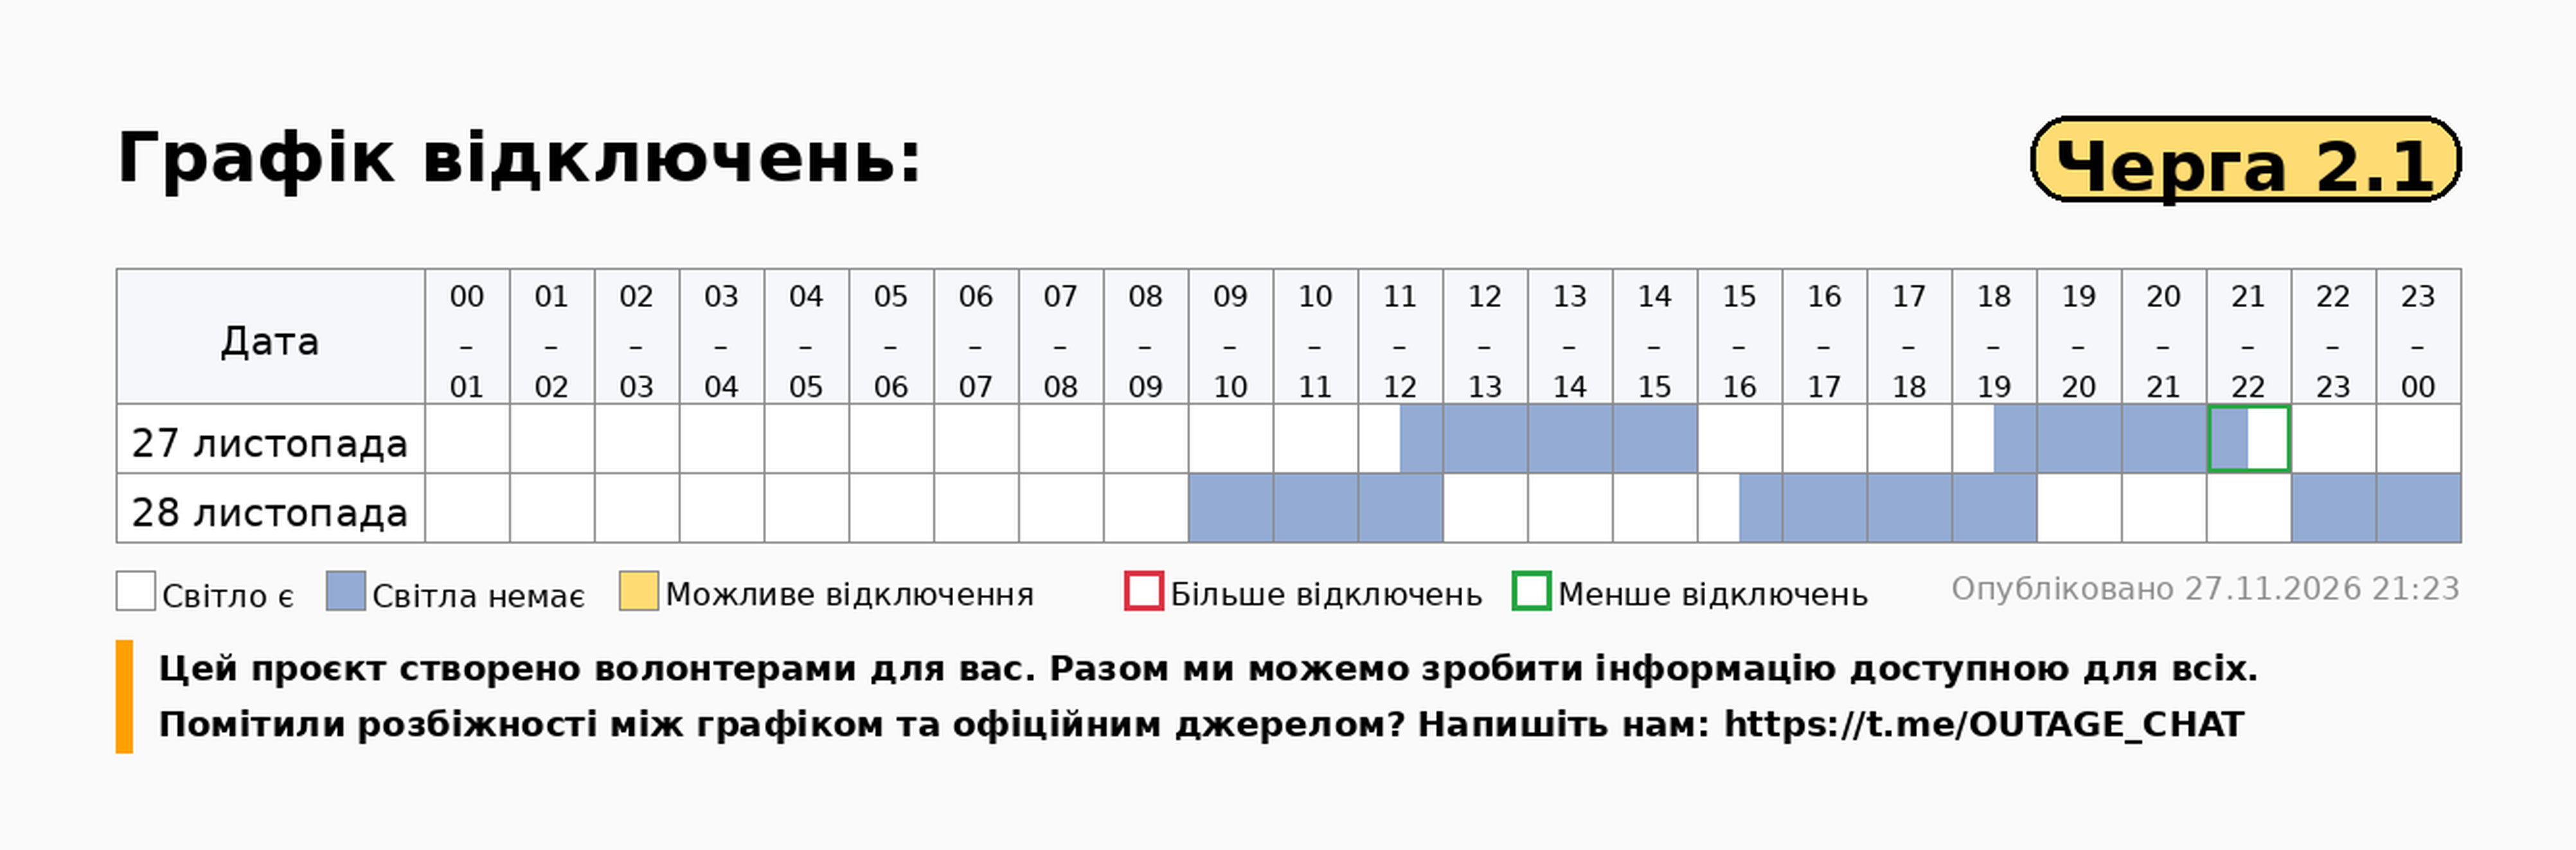 Графік відключень:
Черга 2.1
Дата
00 – 01
01 – 02
02 – 03
03 – 04
04 – 05
05 – 06
06 – 07
07 – 08
08 – 09
09 – 10
10 – 11
11 – 12
12 – 13
13 – 14
14 – 15
15 – 16
16 – 17
17 – 18
18 – 19
19 – 20
20 – 21
21 – 22
22 – 23
23 – 00
27 листопада
28 листопада
Світло є Світла немає Можливе відключення Більше відключень Менше відключень Опубліковано 27.11.2026 21:23
Цей проєкт створено волонтерами для вас. Разом ми можемо зробити інформацію доступною для всіх.
Помітили розбіжності між графіком та офіційним джерелом? Напишіть нам: https://t.me/OUTAGE_CHAT